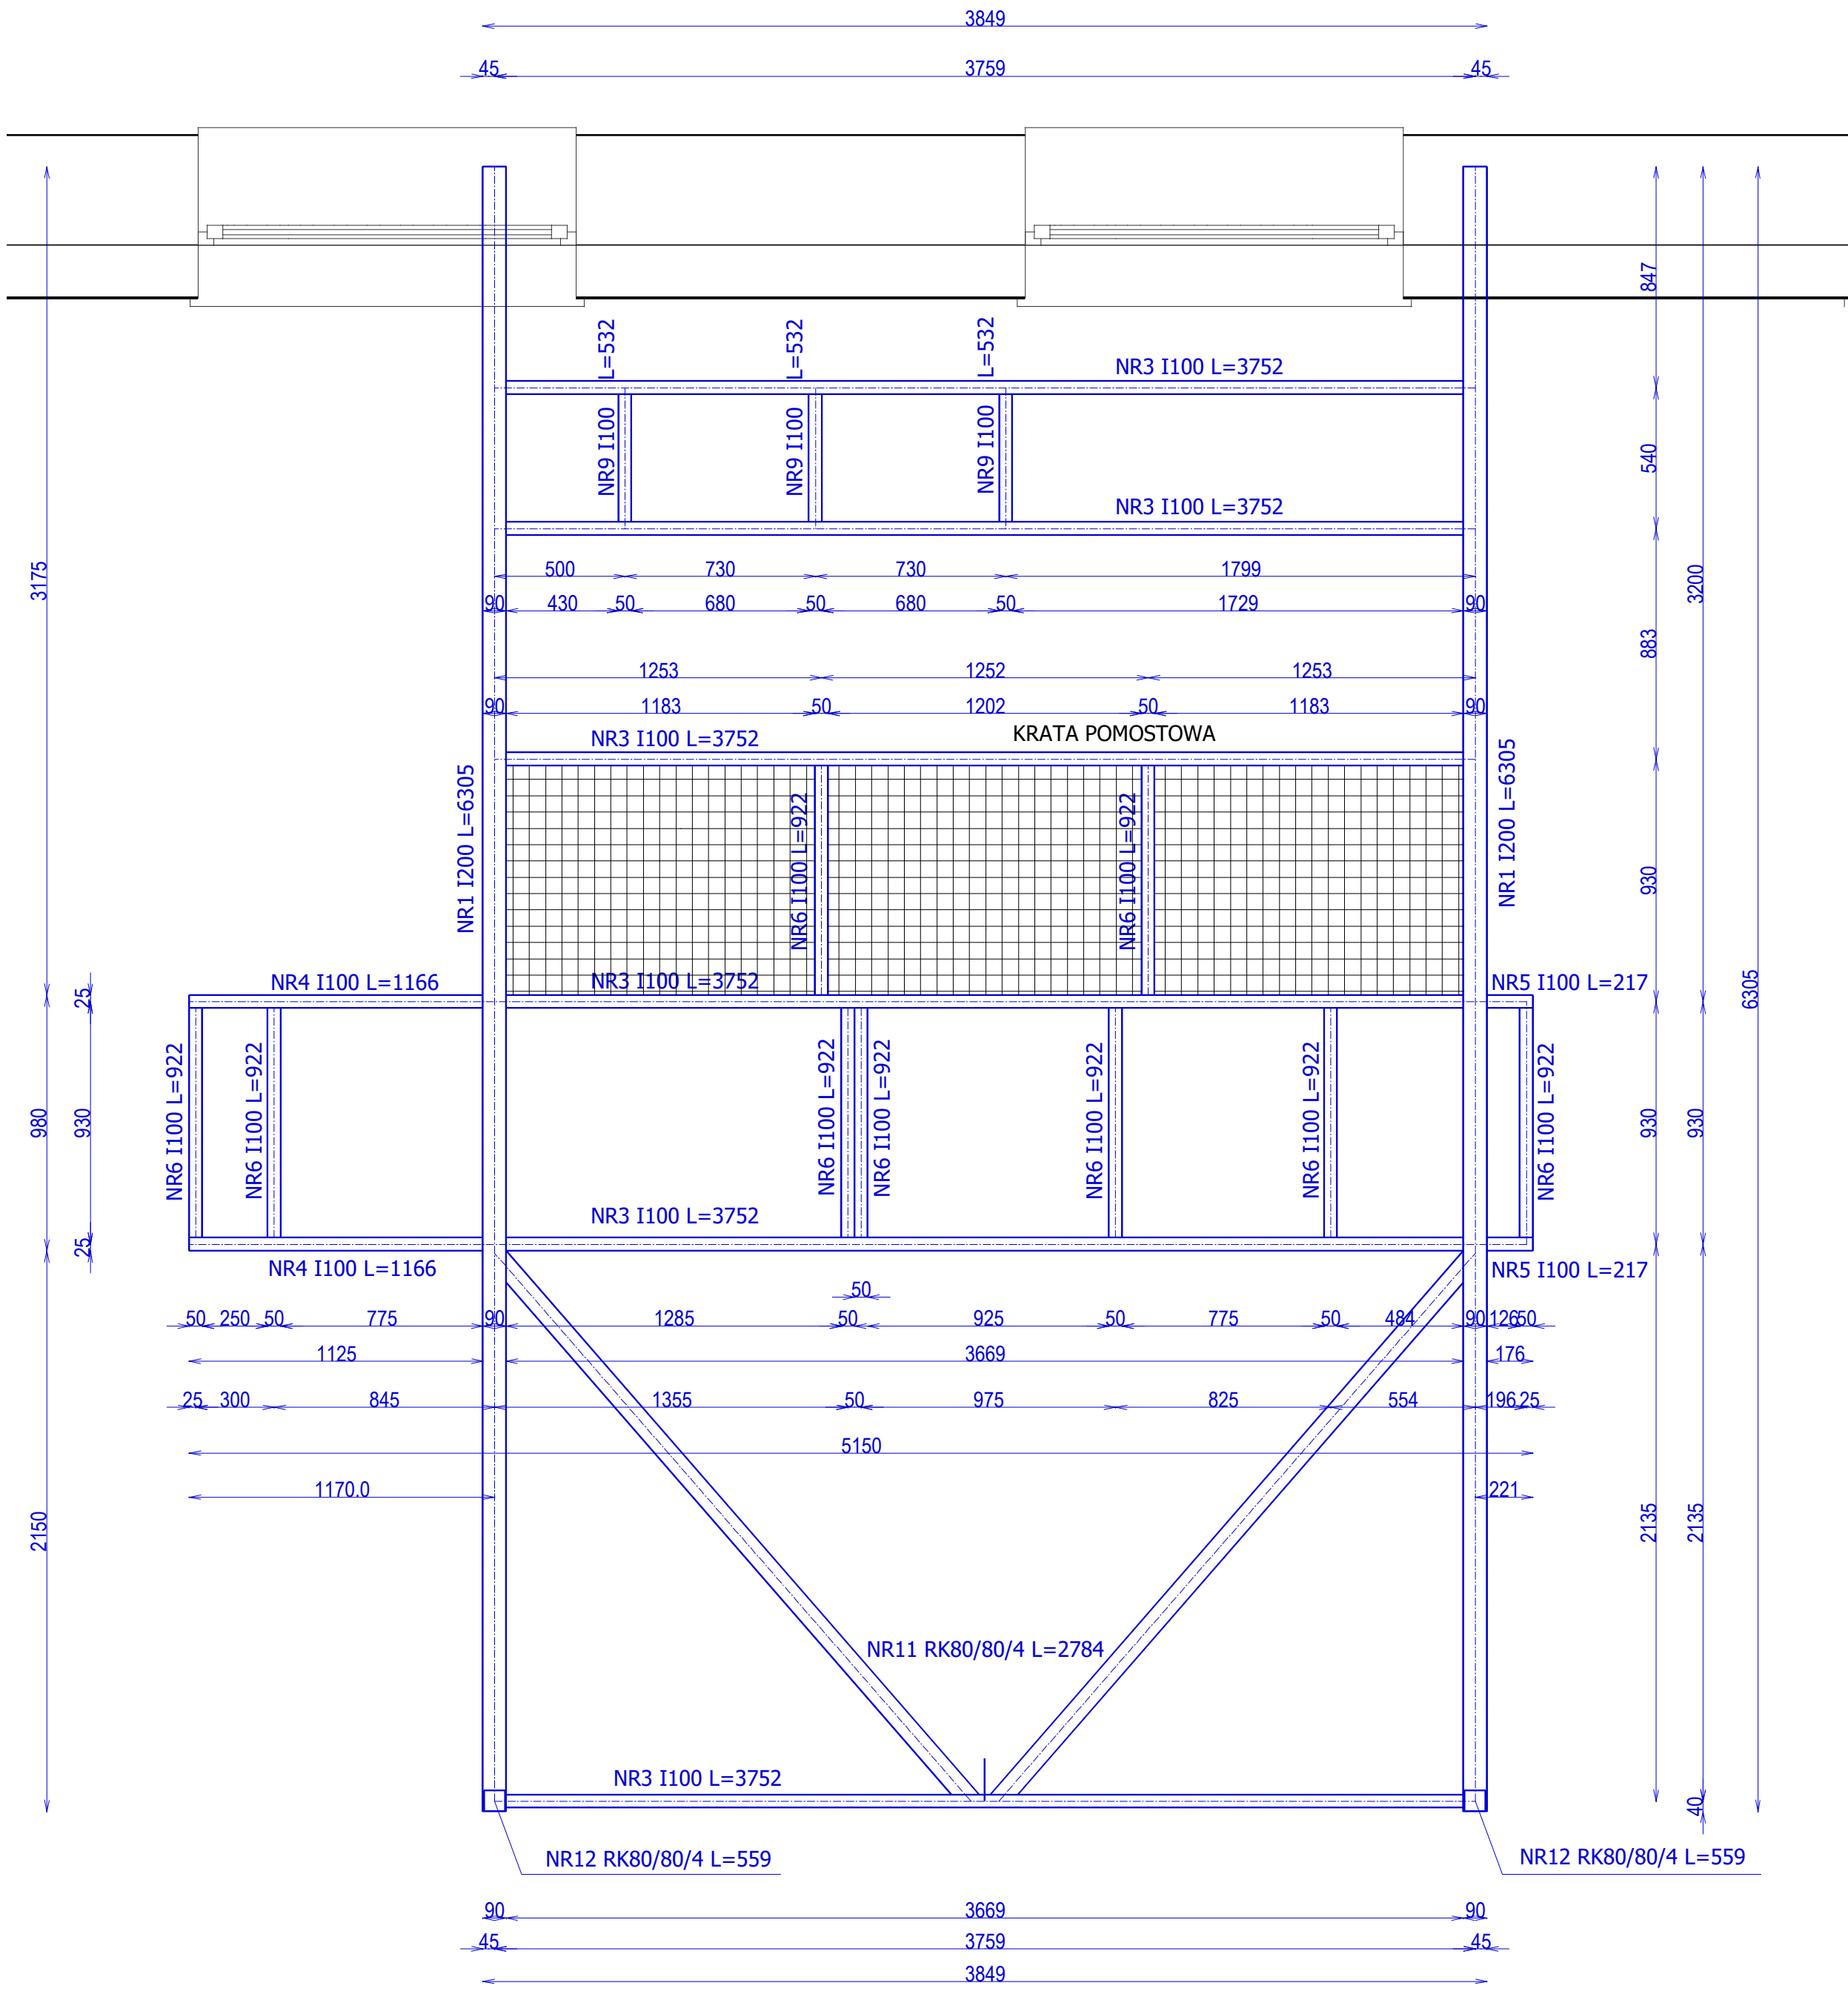 3849
45 3759 45
847
L=532 L=532 L=532
NR3 I100 L=3752
NR9 I100 NR9 I100 NR9 I100
540
NR3 I100 L=3752
3175
500 730 730 1799
3200
90 430 50 680 50 680 50 1729 90
883
1253 1252 1253
90 1183 50 1202 50 1183 90
KRATA POMOSTOWA
NR3 I100 L=3752
NR1 I200 L=6305
NR6 I100 L=922
NR6 I100 L=922
NR1 I200 L=6305
930
NR4 I100 L=1166
NR3 I100 L=3752
NR5 I100 L=217
25
6305
NR6 I100 L=922
NR6 I100 L=922
NR6 I100 L=922
NR6 I100 L=922
NR6 I100 L=922
NR6 I100 L=922
NR6 I100 L=922
980 930 930 930
NR3 I100 L=3752
25
NR4 I100 L=1166
NR5 I100 L=217
50
50 250 50 775 90 1285 50 925 50 775 50 484 90 126 50
1125 3669 176
25 300 845 1355 50 975 825 554 196 25
5150
1170.0 221
2150 2135 2135
NR11 RK80/80/4 L=2784
NR3 I100 L=3752
40
NR12 RK80/80/4 L=559
NR12 RK80/80/4 L=559
90 3669 90
45 3759 45
3849